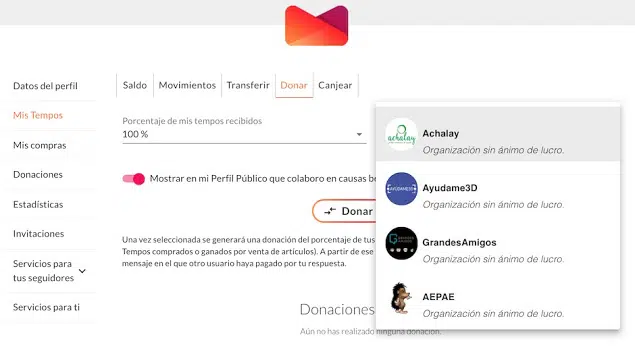 Datos del perfil
Mis Tempos
Mis compras
Donaciones
Estadísticas
Invitaciones
Servicios para
tus seguidores
Servicios para ti
Saldo
Movimientos
Transferir
Donar
Canjear
Porcentaje de mis tempos recibidos
100 %
Mostrar en mi Perfil Público que colaboro en causas be
Donar
Una vez seleccionada se generará una donación del porcentaje de tus
Tempos comprados o ganados por venta de artículos). A partir de ese
mensaje en el que otro usuario haya pagado por tu respuesta.
Donaciones
Aún no has realizado ninguna donación.
achalay
Achalay
Organización sin ánimo de lucro.
AYUDAME3D
Ayudame3D
Organización sin ánimo de lucro.
GrandesAmigos
Organización sin ánimo de lucro.
AEPAE
Organización sin ánimo de lucro.